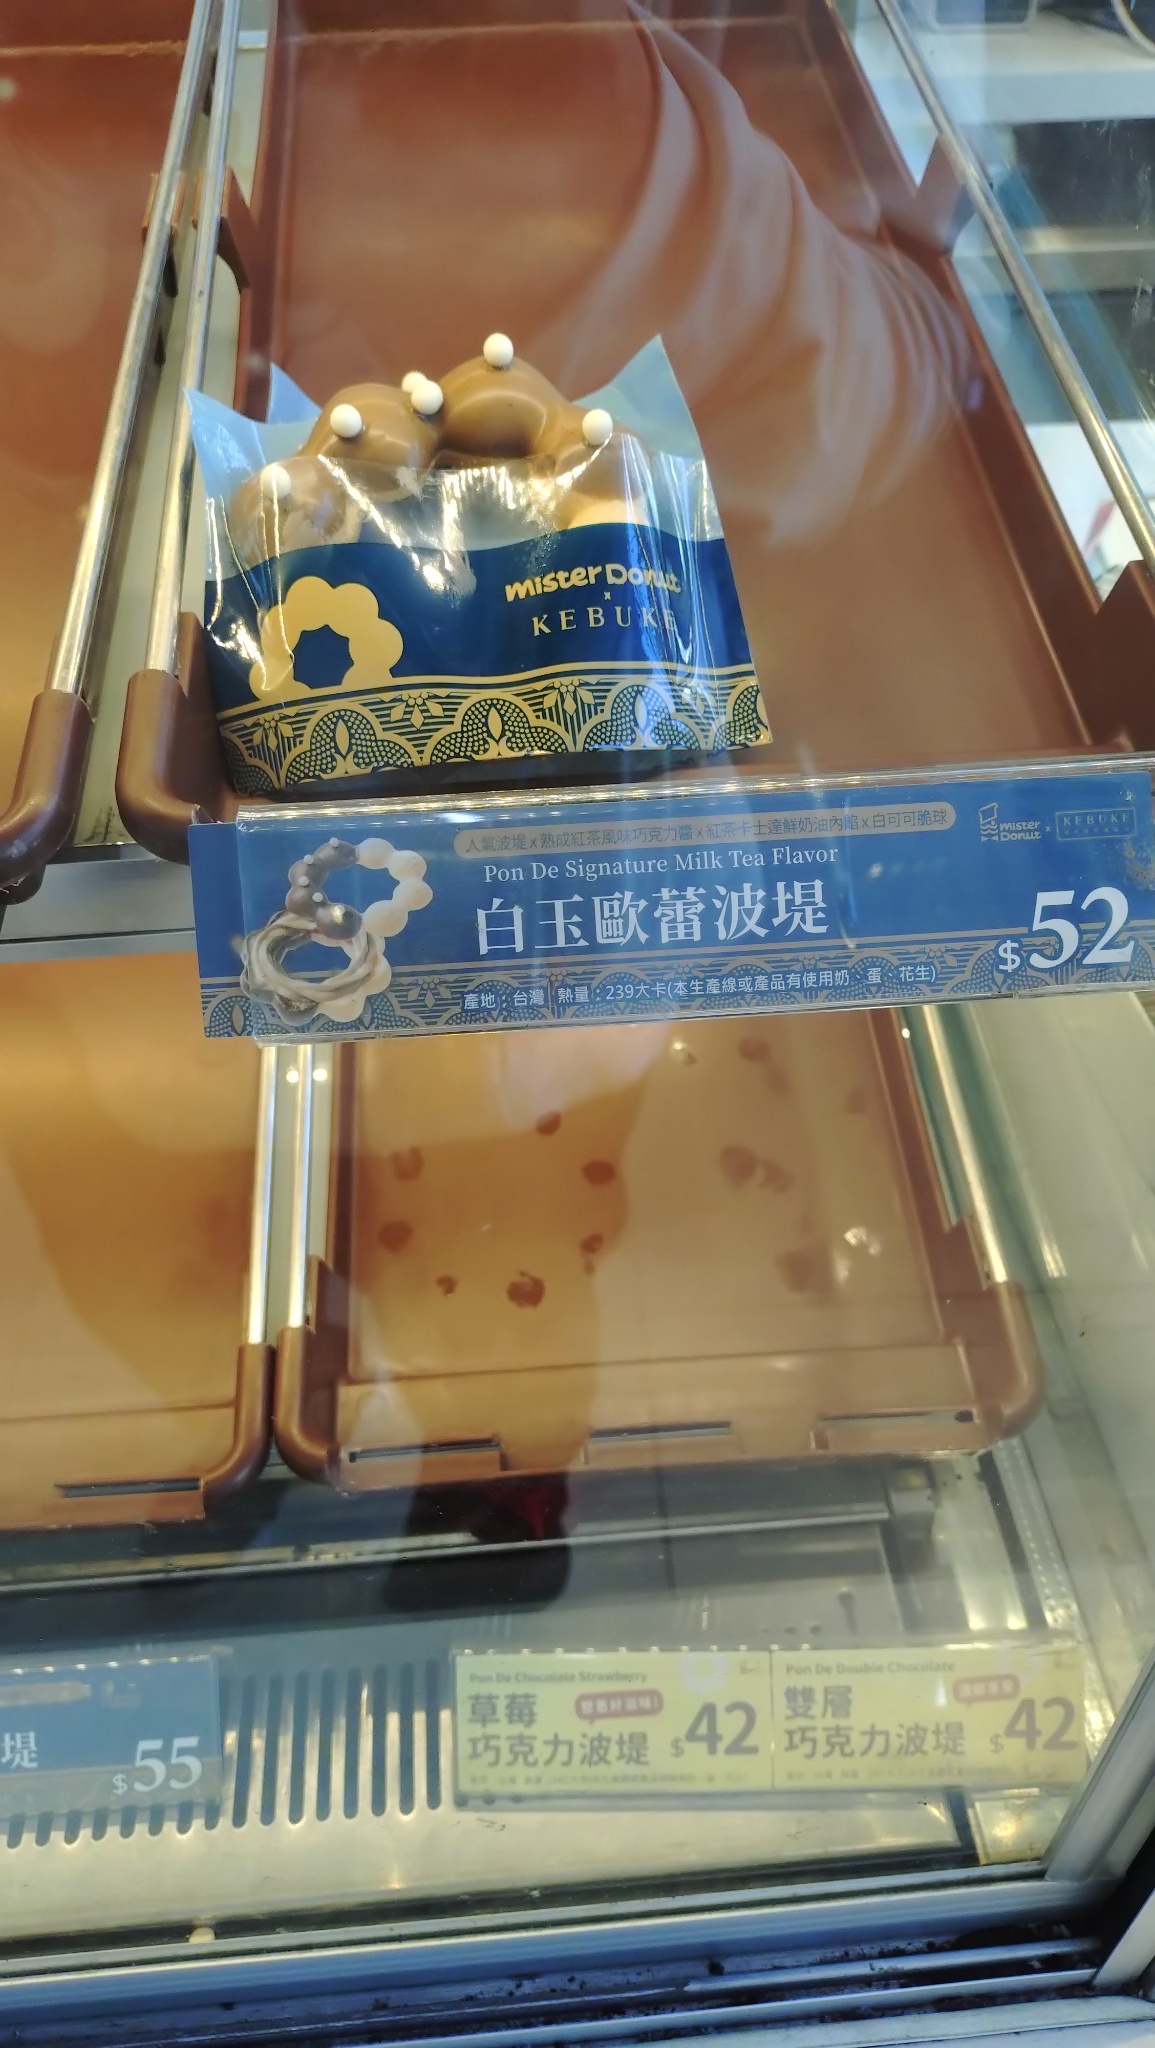 mister Donut
x
KEBUKE
人氣波堤x熟成紅茶風味巧克力醬x紅茶卡士達鮮奶油內餡x白可可脆球
mister Donut x KEBUKE
Pon De Signature Milk Tea Flavor
白玉歐蕾波堤
$52
產地：台灣 熱量：239大卡(本生產線或產品有使用奶、蛋、花生)
堤
$55
Pon De Chocolate Strawberry
草莓
巧克力波堤
$42
Pon De Double Chocolate
雙層
巧克力波堤
$42